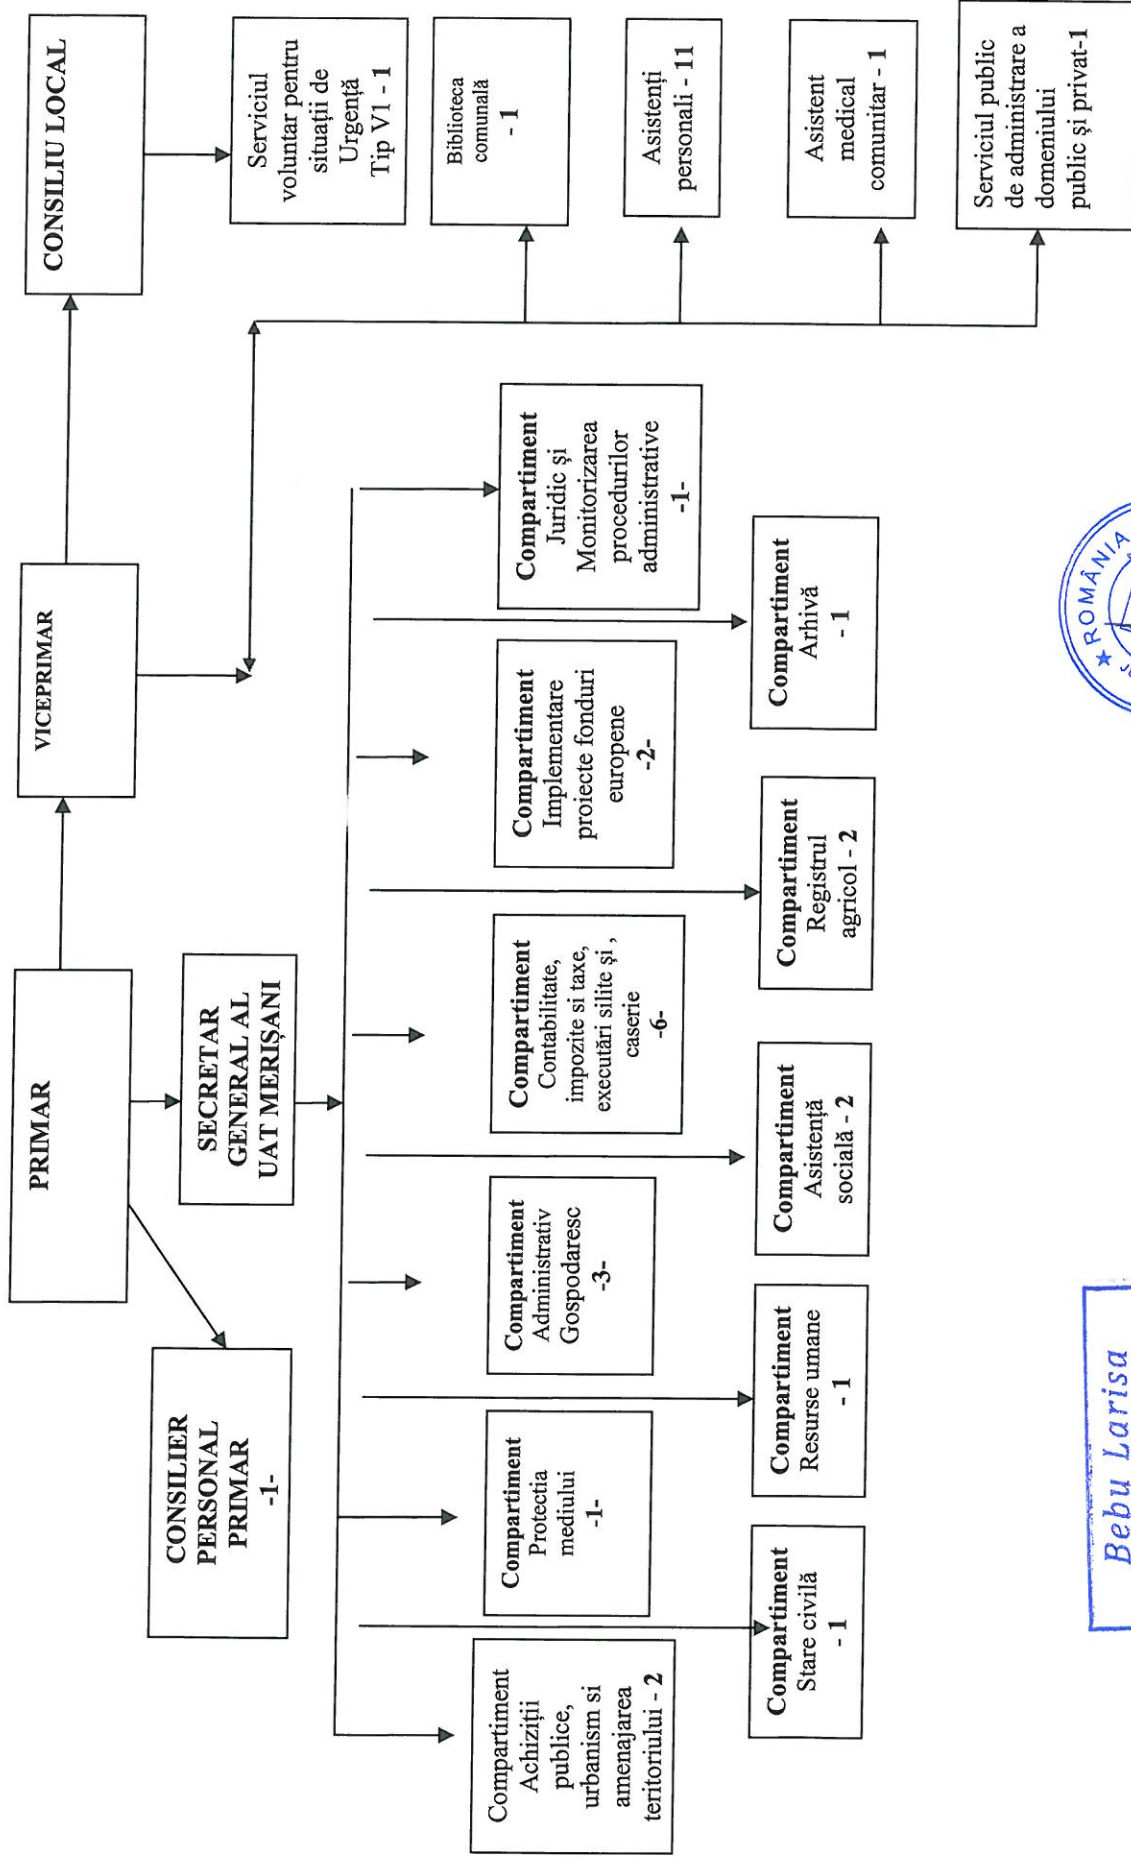 PRIMAR
VICEPRIMAR
CONSILIU LOCAL
CONSILIER
PERSONAL
PRIMAR
-1-
SECRETAR
GENERAL AL
UAT MERIȘANI
Serviciul
voluntar pentru
situații de
Urgență
Tip V1 - 1
Biblioteca
comunală
- 1
Asistenți
personali - 11
Asistent
medical
comunitar - 1
Serviciul public
de administrare a
domeniului
public și privat-1
Compartiment
Achiziții
publice,
urbanism si
amenajarea
teritoriului - 2
Compartiment
Protectia
mediului
-1-
Compartiment
Administrativ
Gospodaresc
-3-
Compartiment
Contabilitate,
impozite si taxe,
executări silite și ,
caserie
-6-
Compartiment
Implementare
proiecte fonduri
europene
-2-
Compartiment
Juridic și
Monitorizarea
procedurilor
administrative
-1-
Compartiment
Stare civilă
- 1
Compartiment
Resurse umane
- 1
Compartiment
Asistență
socială - 2
Compartiment
Registrul
agricol - 2
Compartiment
Arhivă
- 1
Bebu Larisa
★ ROMÂNIA